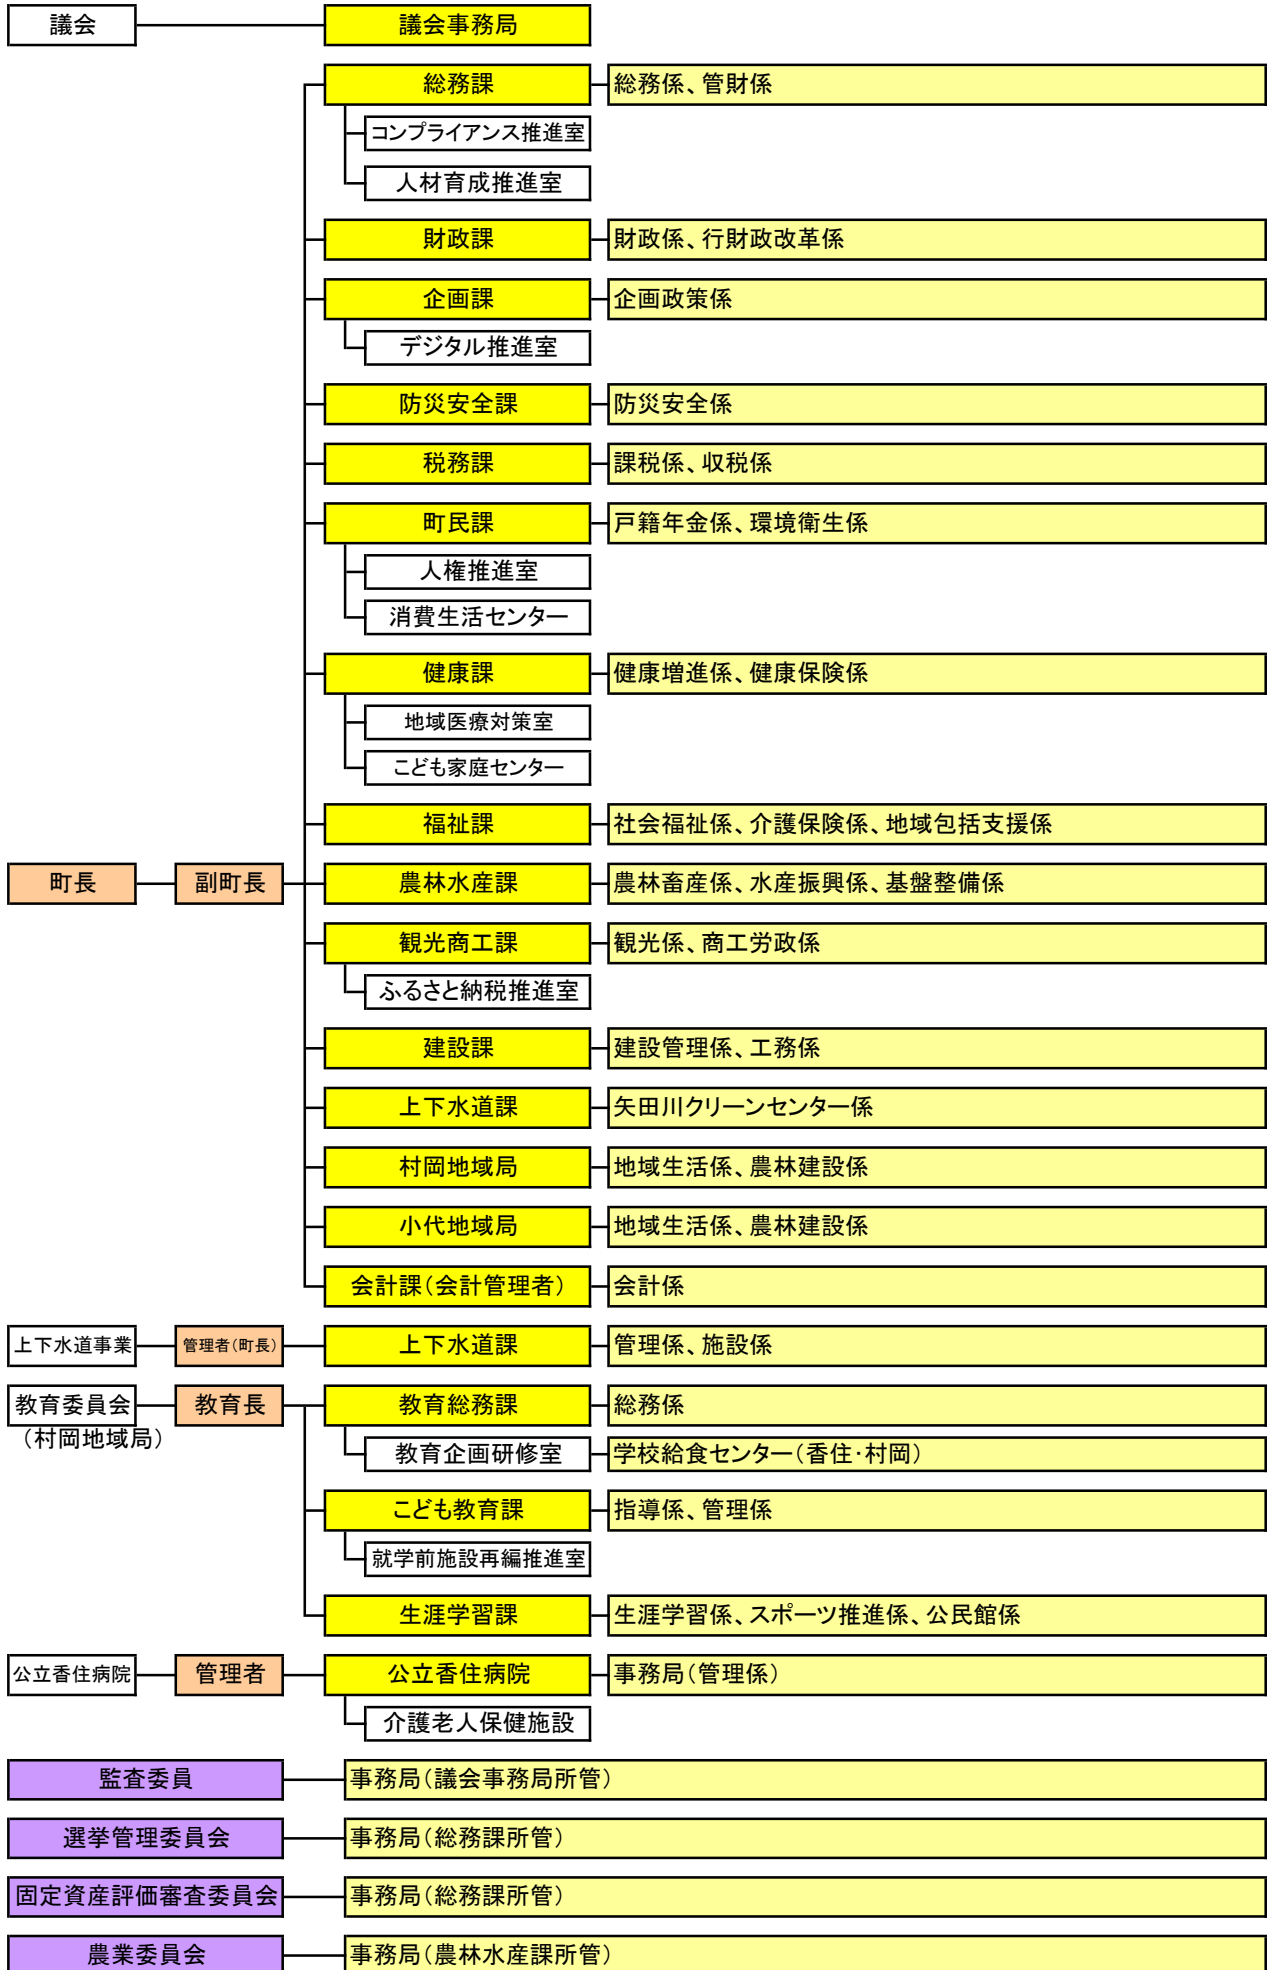 議会 議会事務局
総務課 総務係、管財係
コンプライアンス推進室
人材育成推進室
財政課 財政係、行財政改革係
企画課 企画政策係
デジタル推進室
防災安全課 防災安全係
税務課 課税係、収税係
町民課 戸籍年金係、環境衛生係
人権推進室
消費生活センター
健康課 健康増進係、健康保険係
地域医療対策室
こども家庭センター
福祉課 社会福祉係、介護保険係、地域包括支援係
町長 副町長 農林水産課 農林畜産係、水産振興係、基盤整備係
観光商工課 観光係、商工労政係
ふるさと納税推進室
建設課 建設管理係、工務係
上下水道課 矢田川クリーンセンター係
村岡地域局 地域生活係、農林建設係
小代地域局 地域生活係、農林建設係
会計課（会計管理者） 会計係
上下水道事業 管理者（町長） 上下水道課 管理係、施設係
教育委員会 教育長 教育総務課 総務係
（村岡地域局） 教育企画研修室 学校給食センター（香住・村岡）
こども教育課 指導係、管理係
就学前施設再編推進室
生涯学習課 生涯学習係、スポーツ推進係、公民館係
公立香住病院 管理者 公立香住病院 事務局（管理係）
介護老人保健施設
監査委員 事務局（議会事務局所管）
選挙管理委員会 事務局（総務課所管）
固定資産評価審査委員会 事務局（総務課所管）
農業委員会 事務局（農林水産課所管）